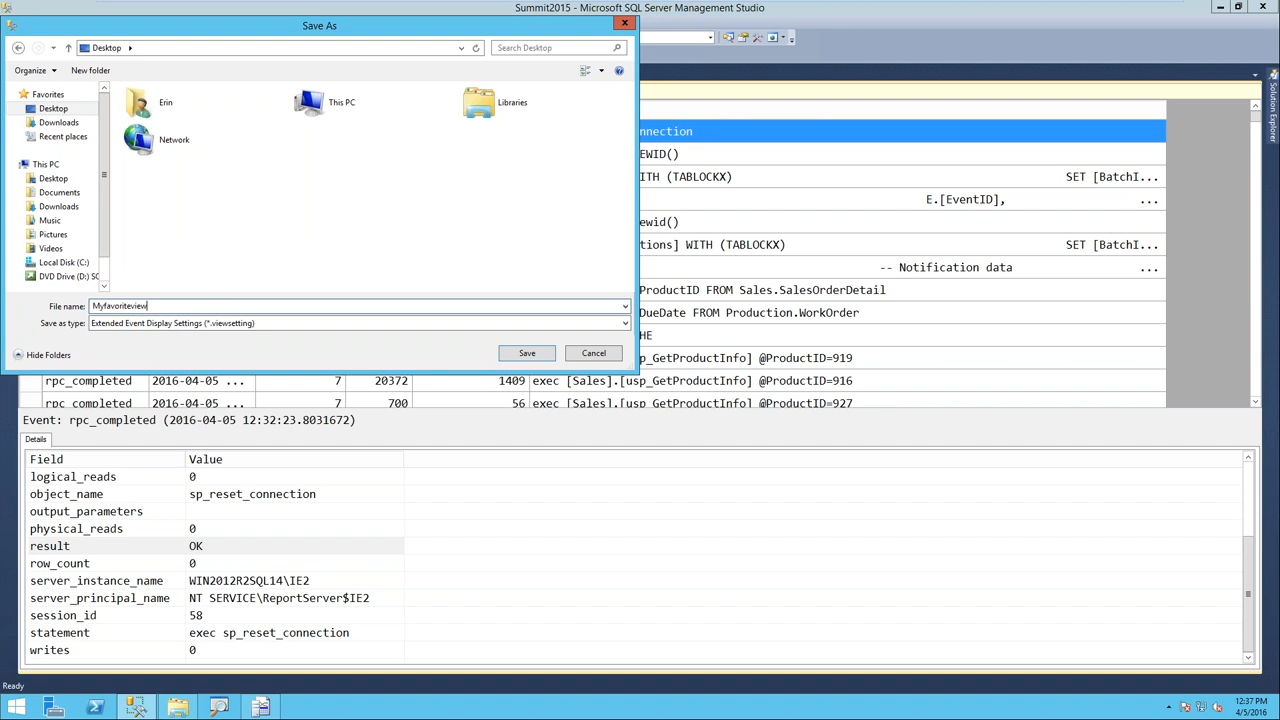 Summit2015 - Microsoft SQL Server Management Studio
Save As
Desktop
Search Desktop
Organize
New folder
Favorites
Desktop
Downloads
Recent places
This PC
Desktop
Documents
Downloads
Music
Pictures
Videos
Local Disk (C:)
DVD Drive (D:) SC
Erin
This PC
Libraries
Network
File name: Myfavoriteview
Save as type: Extended Event Display Settings (*.viewsetting)
Hide Folders
Save
Cancel
Solution Explorer
nnection
EWID()
ITH (TABLOCKX) SET [BatchI...
E.[EventID], ...
ewid()
tions] WITH (TABLOCKX) SET [BatchI...
-- Notification data ...
ProductID FROM Sales.SalesOrderDetail
DueDate FROM Production.WorkOrder
HE
usp_GetProductInfo] @ProductID=919
rpc_completed 2016-04-05 ... 7 20372 1409 exec [Sales].[usp_GetProductInfo] @ProductID=916
rpc_completed 2016-04-05 ... 7 700 56 exec [Sales].[usp_GetProductInfo] @ProductID=927
Event: rpc_completed (2016-04-05 12:32:23.8031672)
Details
Field Value
logical_reads 0
object_name sp_reset_connection
output_parameters
physical_reads 0
result OK
row_count 0
server_instance_name WIN2012R2SQL14\IE2
server_principal_name NT SERVICE\ReportServer$IE2
session_id 58
statement exec sp_reset_connection
writes 0
Ready
12:37 PM
4/5/2016